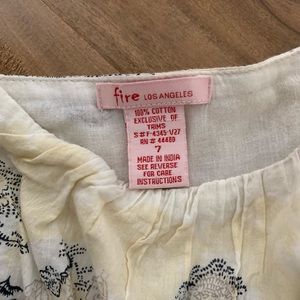 fire LOS ANGELES
100% COTTON
EXCLUSIVE OF
TRIMS
S # F-4345-V27
RN # 44480
7
MADE IN INDIA
SEE REVERSE
FOR CARE
INSTRUCTIONS